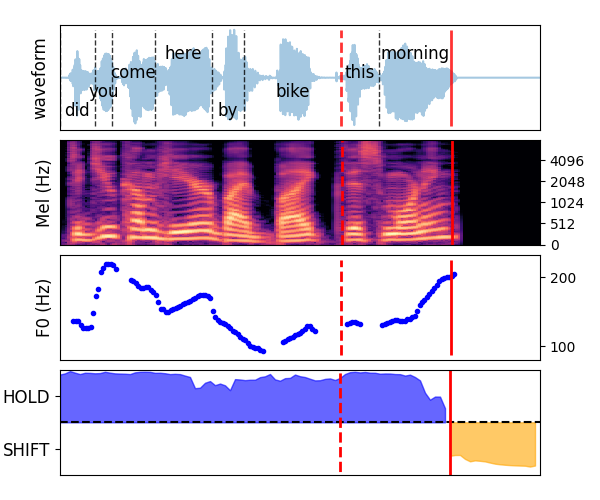 waveform
did you come here by bike this morning
Mel (Hz)
4096
2048
1024
512
0
F0 (Hz)
200
100
HOLD
SHIFT